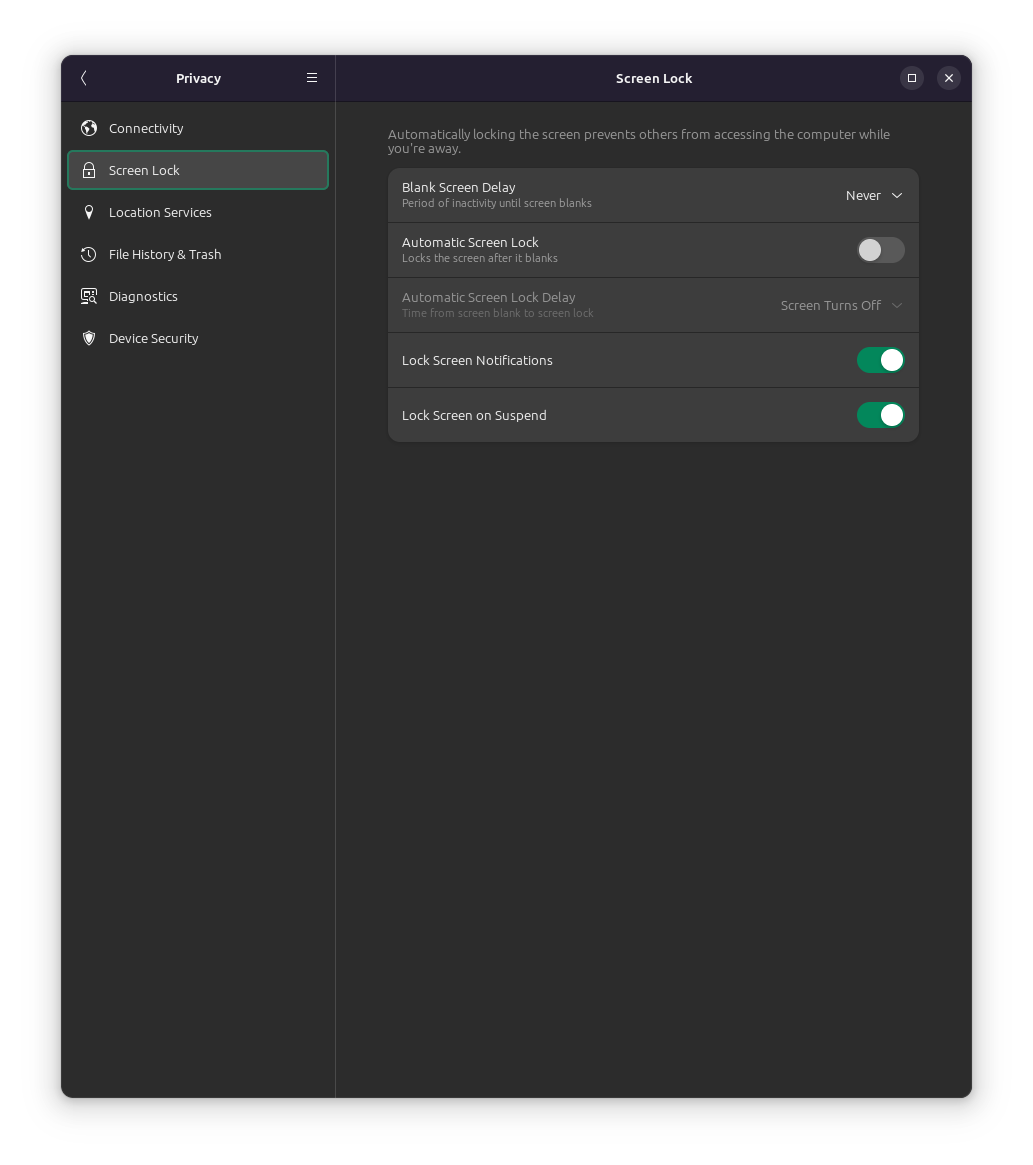 Privacy
Screen Lock
Connectivity
Screen Lock
Location Services
File History & Trash
Diagnostics
Device Security
Automatically locking the screen prevents others from accessing the computer while
you're away.
Blank Screen Delay
Period of inactivity until screen blanks
Never
Automatic Screen Lock
Locks the screen after it blanks
Automatic Screen Lock Delay
Time from screen blank to screen lock
Screen Turns Off
Lock Screen Notifications
Lock Screen on Suspend